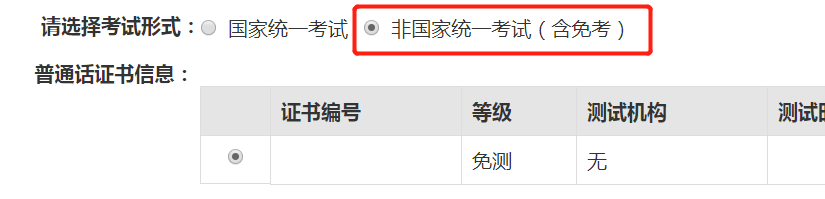 请选择考试形式： 国家统一考试 非国家统一考试（含免考）
普通话证书信息：
证书编号 等级 测试机构 测试
免测 无